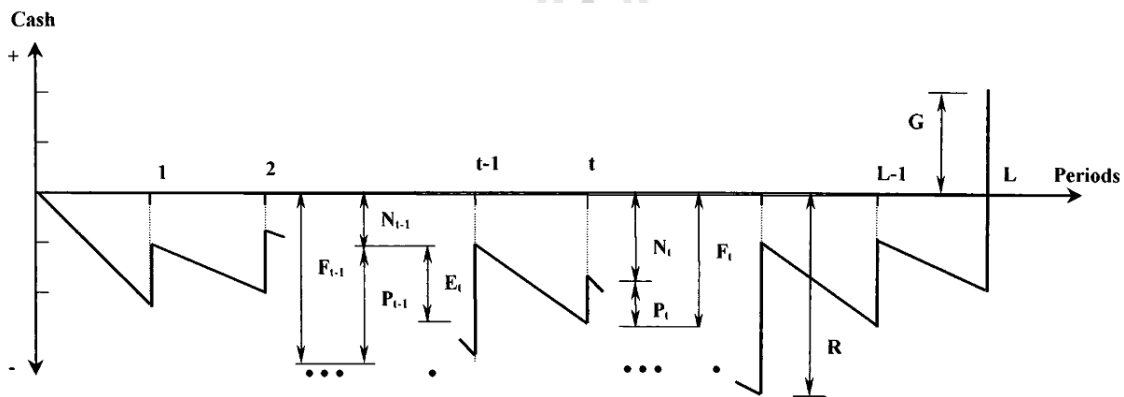 Cash
+
G
1
2
t-1
t
L-1
L
Periods
N_{t-1}
F_{t-1}
E_t
P_{t-1}
N_t
F_t
P_t
R
-